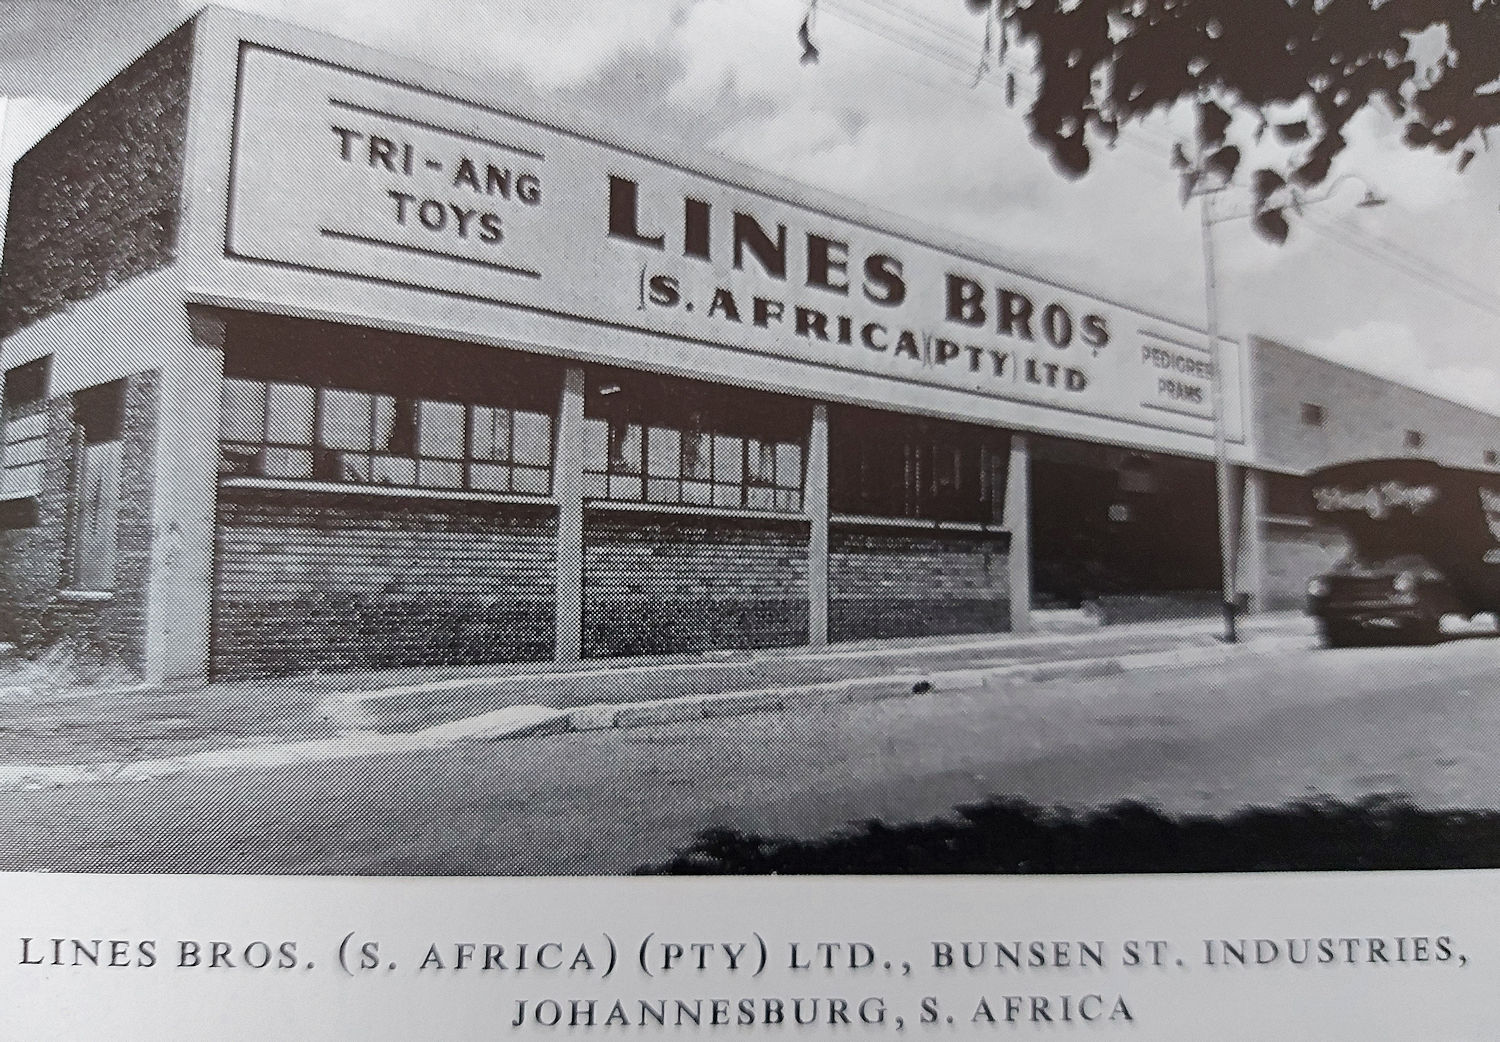 TRI-ANG
TOYS
LINES BROS
(S. AFRICA)(PTY) LTD
PEDIGREE
PRAMS
LINES BROS. (S. AFRICA) (PTY) LTD., BUNSEN ST. INDUSTRIES,
JOHANNESBURG, S. AFRICA